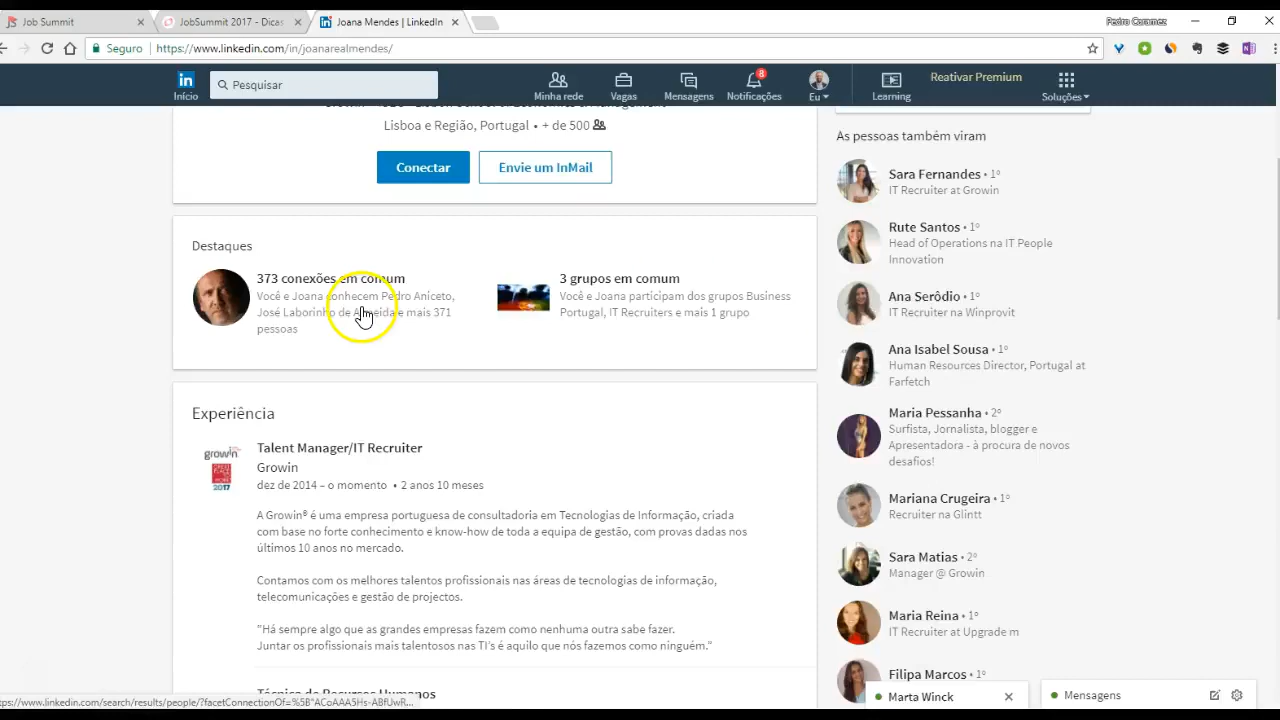 Job Summit
JobSummit 2017 - Dicas
Joana Mendes | LinkedIn
Pedro Caramez
Seguro
https://www.linkedin.com/in/joanarealmendes/
in
Início
Pesquisar
Minha rede
Vagas
Mensagens
8
Notificações
Eu
Learning
Reativar Premium
Soluções
Lisboa e Região, Portugal • + de 500
Conectar
Envie um InMail
Destaques
373 conexões em comum
Você e Joana conhecem Pedro Aniceto,
José Laborinho de Almeida e mais 371
pessoas
3 grupos em comum
Você e Joana participam dos grupos Business
Portugal, IT Recruiters e mais 1 grupo
Experiência
growin
2017
Talent Manager/IT Recruiter
Growin
dez de 2014 – o momento • 2 anos 10 meses
A Growin® é uma empresa portuguesa de consultadoria em Tecnologias de Informação, criada
com base no forte conhecimento e know-how de toda a equipa de gestão, com provas dadas nos
últimos 10 anos no mercado.
Contamos com os melhores talentos profissionais nas áreas de tecnologias de informação,
telecomunicações e gestão de projectos.
"Há sempre algo que as grandes empresas fazem como nenhuma outra sabe fazer.
Juntar os profissionais mais talentosos nas TI's é aquilo que nós fazemos como ninguém."
Técnica de Recursos Humanos
As pessoas também viram
Sara Fernandes • 1º
IT Recruiter at Growin
Rute Santos • 1º
Head of Operations na IT People
Innovation
Ana Serôdio • 1º
IT Recruiter na Winprovit
Ana Isabel Sousa • 1º
Human Resources Director, Portugal at
Farfetch
Maria Pessanha • 2º
Surfista, Jornalista, blogger e
Apresentadora - à procura de novos
desafios!
Mariana Crugeira • 1º
Recruiter na Glintt
Sara Matias • 2º
Manager @ Growin
Maria Reina • 1º
IT Recruiter at Upgrade m
Filipa Marcos • 1º
Marta Winck
Mensagens